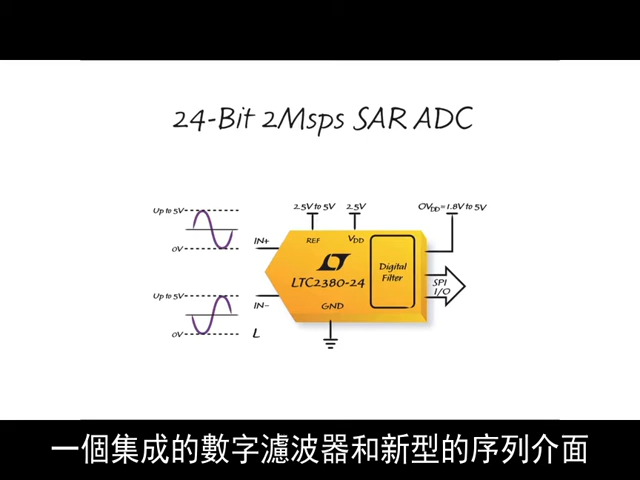 24-Bit 2Msps SAR ADC
Up to 5V
0V
IN+
2.5V to 5V
2.5V
OVDD = 1.8V to 5V
REF
VDD
LTC2380-24
Digital
Filter
SPI
I/O
GND
Up to 5V
0V
IN-
L
一個集成的數字濾波器和新型的序列介面